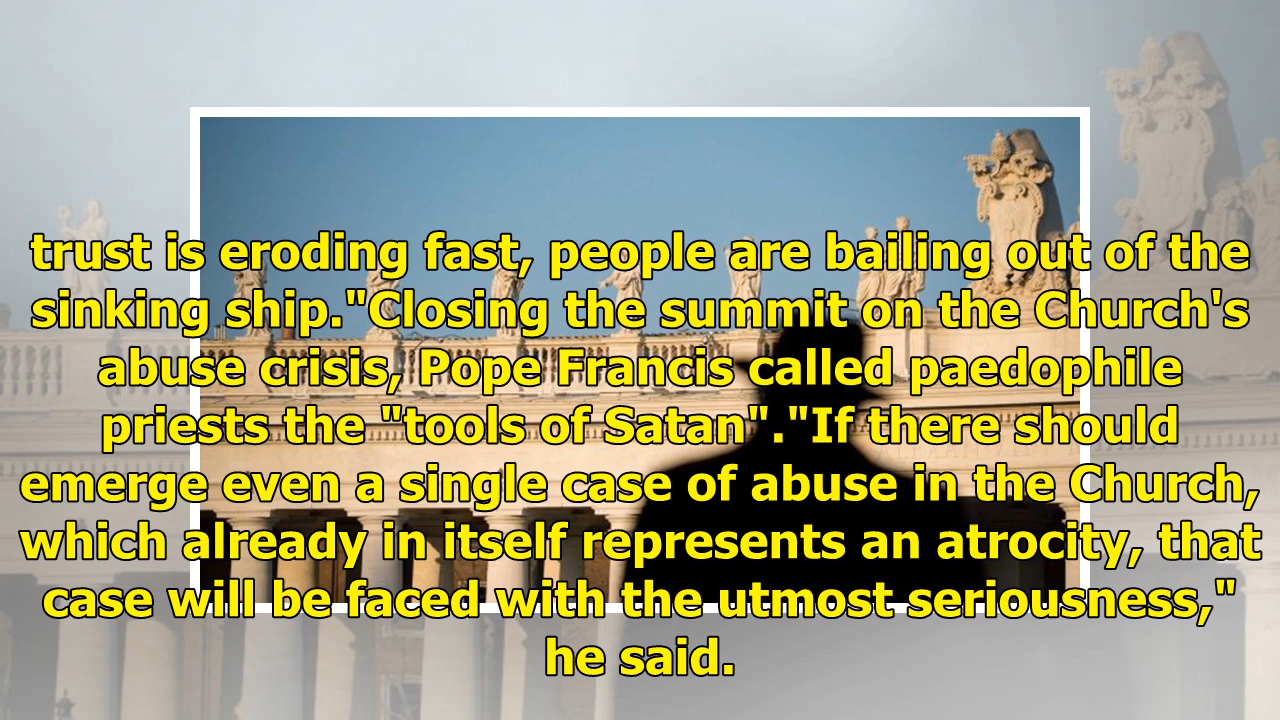 trust is eroding fast, people are bailing out of the
sinking ship."Closing the summit on the Church's
abuse crisis, Pope Francis called paedophile
priests the "tools of Satan"."If there should
emerge even a single case of abuse in the Church,
which already in itself represents an atrocity, that
case will be faced with the utmost seriousness,"
he said.